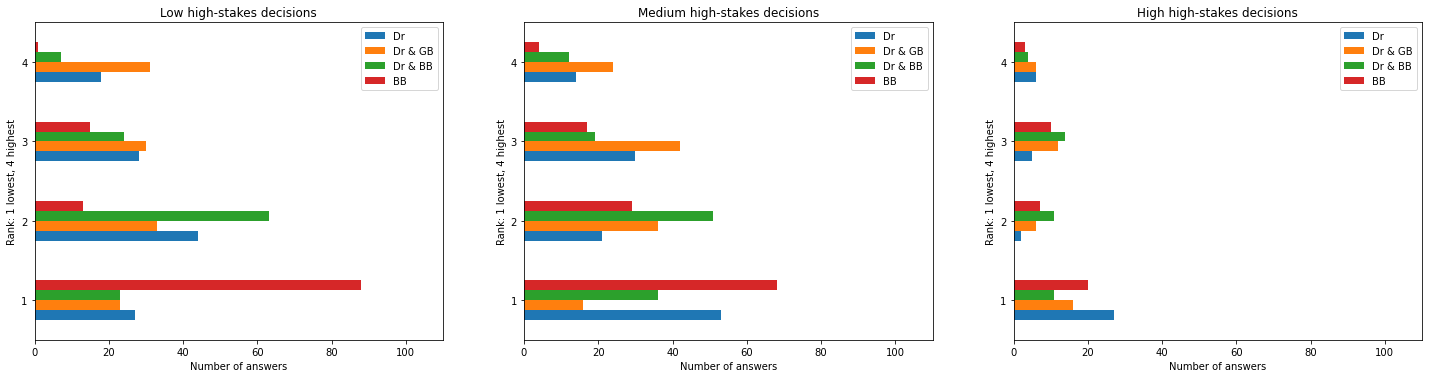 Low high-stakes decisions
Rank: 1 lowest, 4 highest
4
3
2
1
0 20 40 60 80 100
Number of answers
Dr
Dr & GB
Dr & BB
BB
Medium high-stakes decisions
Rank: 1 lowest, 4 highest
4
3
2
1
0 20 40 60 80 100
Number of answers
Dr
Dr & GB
Dr & BB
BB
High high-stakes decisions
Rank: 1 lowest, 4 highest
4
3
2
1
0 20 40 60 80 100
Number of answers
Dr
Dr & GB
Dr & BB
BB